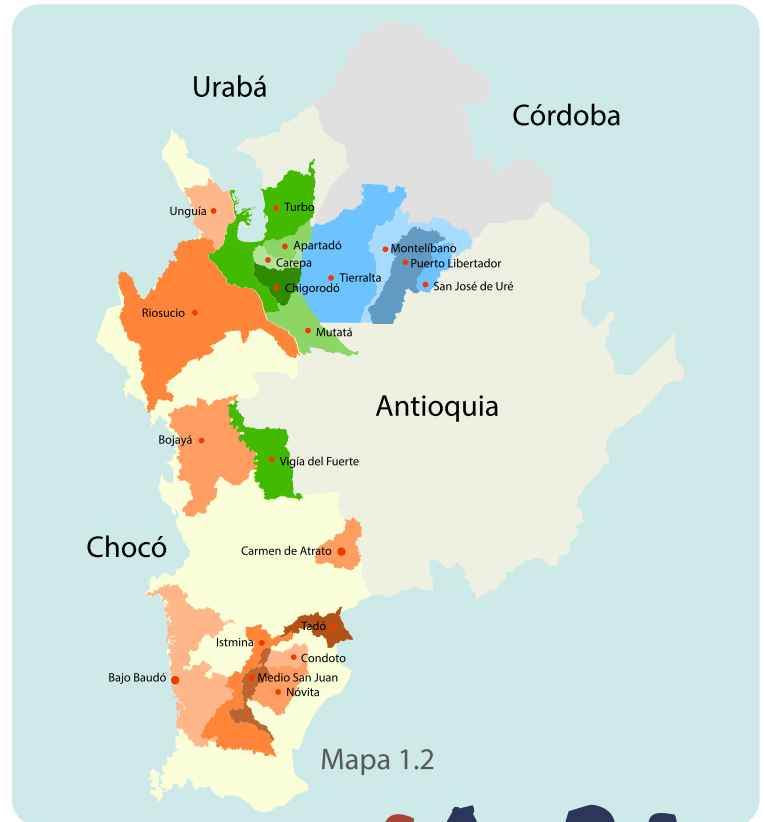 Urabá
Córdoba
Unguía
Turbo
Apartadó
Montelíbano
Carepa
Puerto Libertador
Tierralta
San José de Uré
Chigorodó
Riosucio
Mutatá
Antioquia
Bojayá
Vigía del Fuerte
Chocó
Carmen de Atrato
Tadó
Istmina
Condoto
Bajo Baudó
Medio San Juan
Nóvita
Mapa 1.2